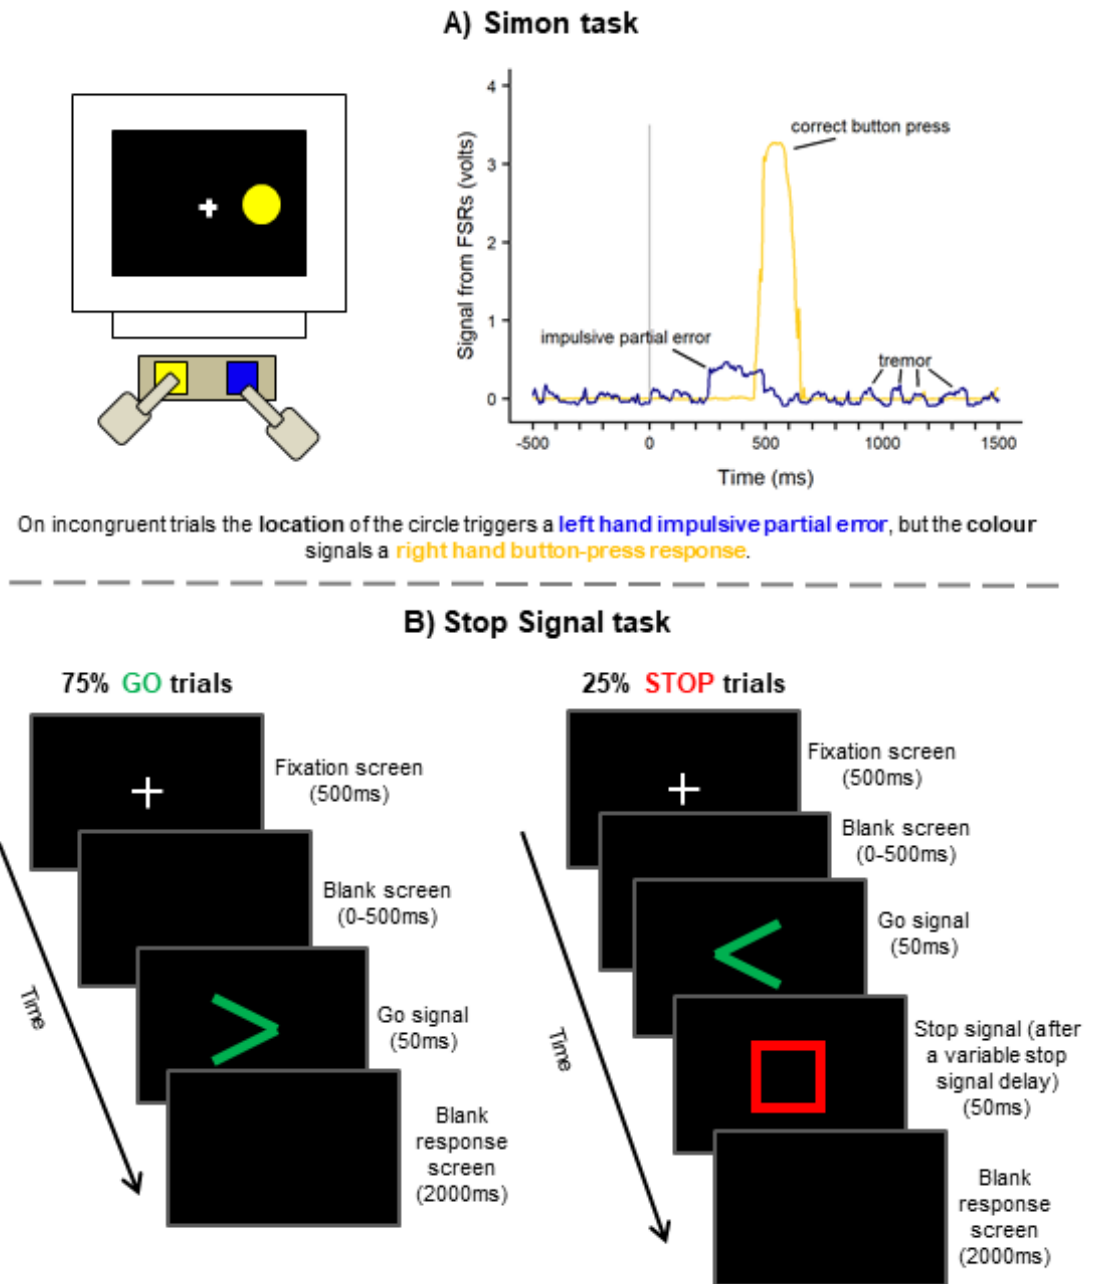 A) Simon task
Signal from FSRs (volts)
4
3
2
1
0
correct button press
impulsive partial error
tremor
-500
0
500
1000
1500
Time (ms)
On incongruent trials the location of the circle triggers a left hand impulsive partial error, but the colour
signals a right hand button-press response.
B) Stop Signal task
75% GO trials
Fixation screen
(500ms)
Blank screen
(0-500ms)
Go signal
(50ms)
Blank
response
screen
(2000ms)
Time
25% STOP trials
Fixation screen
(500ms)
Blank screen
(0-500ms)
Go signal
(50ms)
Stop signal (after
a variable stop
signal delay)
(50ms)
Blank
response
screen
(2000ms)
Time